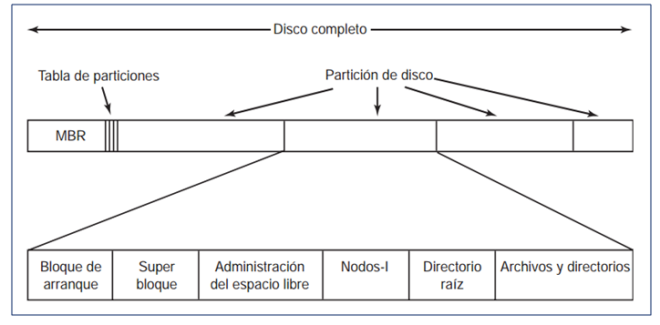 Disco completo
Tabla de particiones
Partición de disco
MBR
Bloque de
arranque
Super
bloque
Administración
del espacio libre
Nodos-I
Directorio
raíz
Archivos y directorios